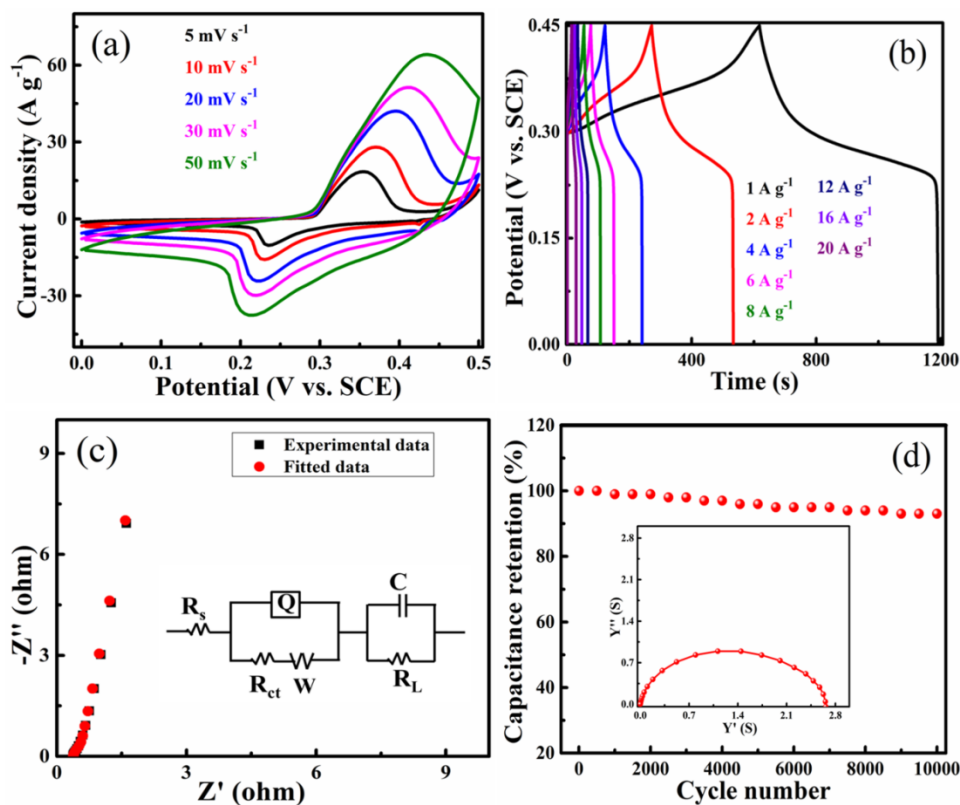 (a)
5 mV s⁻¹
10 mV s⁻¹
20 mV s⁻¹
30 mV s⁻¹
50 mV s⁻¹
Current density (A g⁻¹)
60
30
0
-30
0.0 0.1 0.2 0.3 0.4 0.5
Potential (V vs. SCE)
(b)
Potential (V vs. SCE)
0.45
0.30
0.15
0.00
1 A g⁻¹
2 A g⁻¹
4 A g⁻¹
6 A g⁻¹
8 A g⁻¹
12 A g⁻¹
16 A g⁻¹
20 A g⁻¹
0 400 800 1200
Time (s)
(c)
Experimental data
Fitted data
-Z'' (ohm)
9
6
3
0
Rs
Q
Rct
W
C
RL
0 3 6 9
Z' (ohm)
(d)
Capacitance retention (%)
140
120
100
80
60
40
20
Y'' (S)
2.8
2.1
1.4
0.7
0.0
0.0 0.7 1.4 2.1 2.8
Y' (S)
0 2000 4000 6000 8000 10000
Cycle number